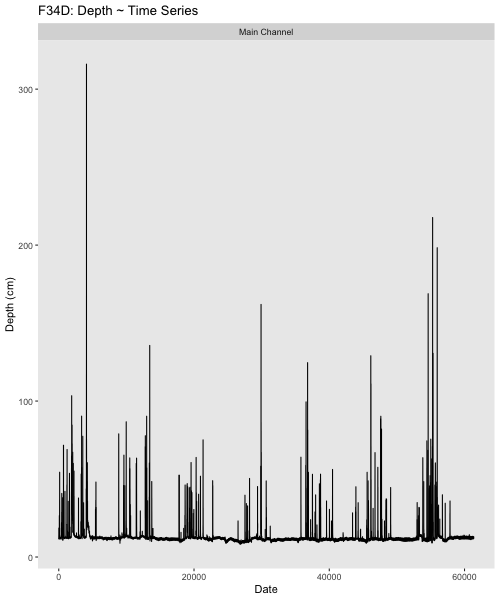 F34D: Depth ~ Time Series
Main Channel
300
200
100
0
Depth (cm)
0 20000 40000 60000
Date